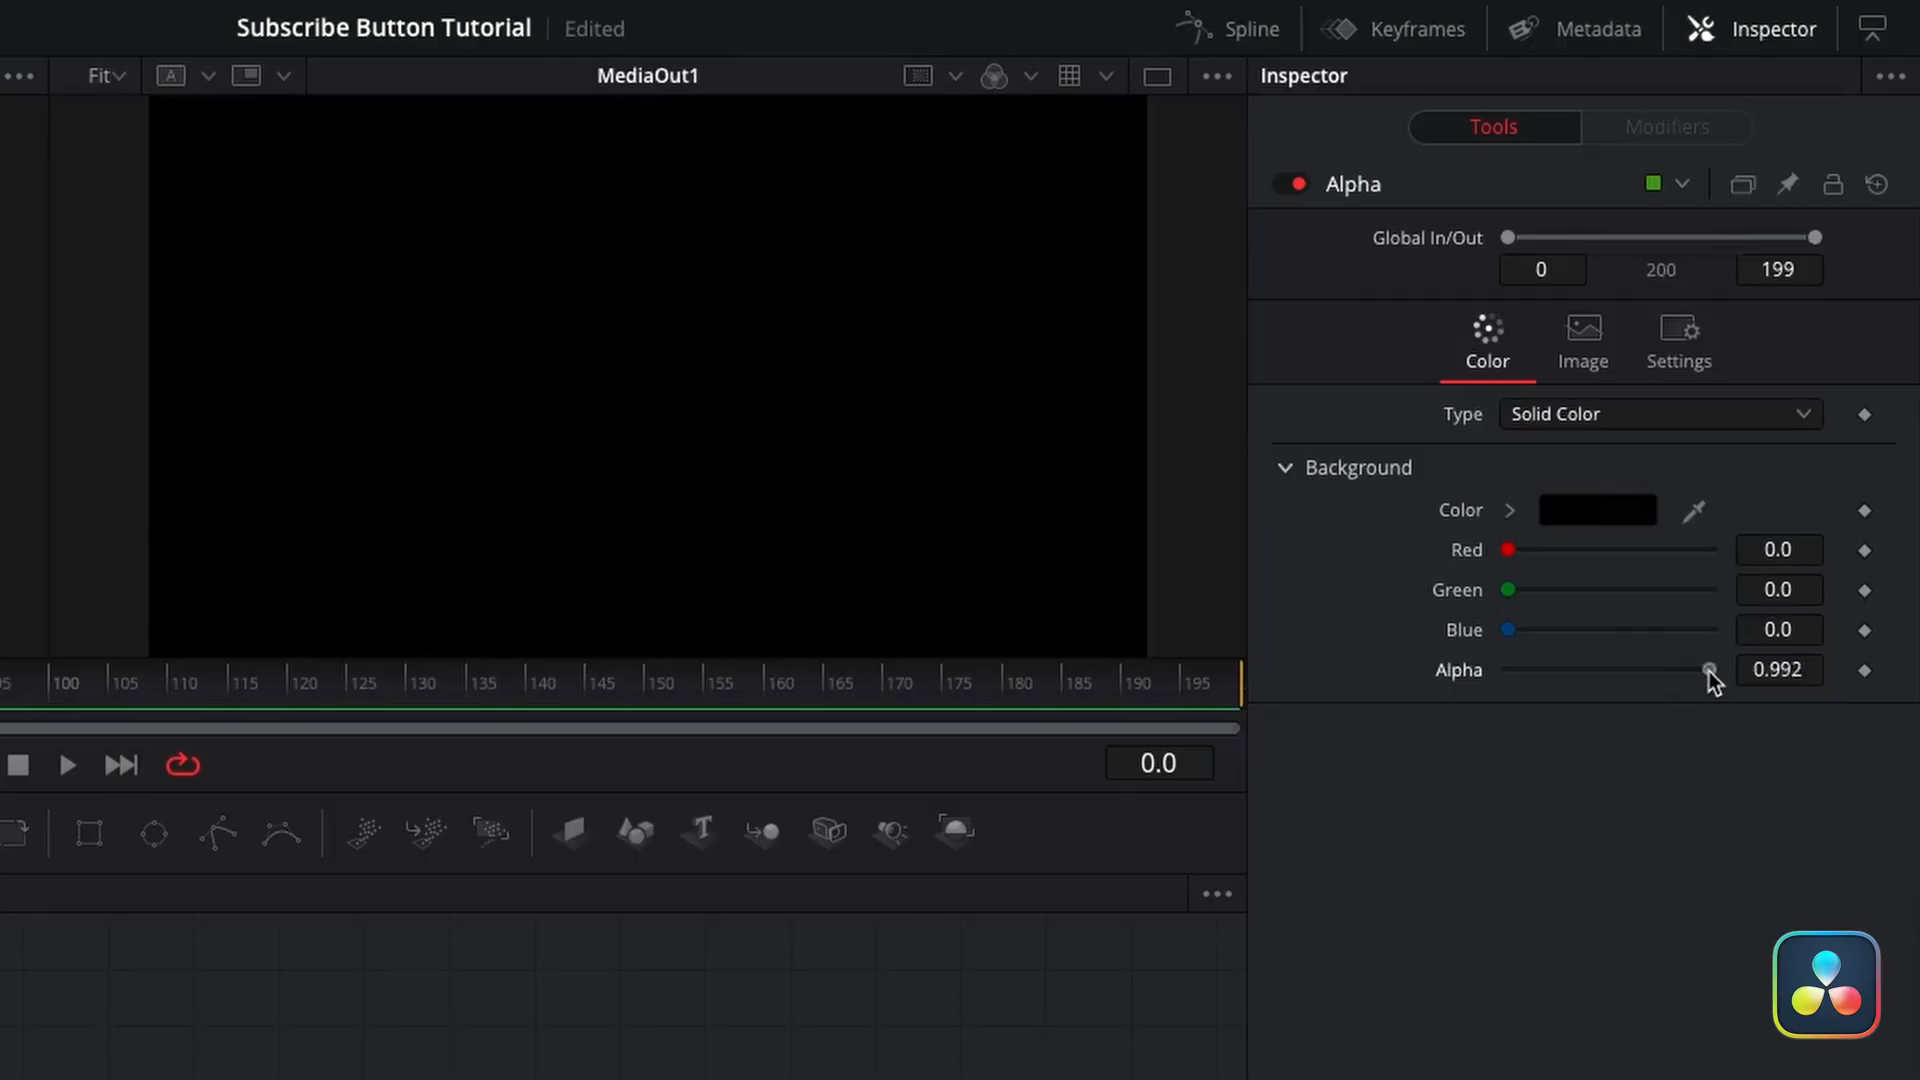 Subscribe Button Tutorial Edited Spline Keyframes Metadata Inspector
Fit A MediaOut1 Inspector
Tools Modifiers
Alpha
Global In/Out
0 200 199
Color Image Settings
Type Solid Color
Background
Color
Red 0.0
Green 0.0
Blue 0.0
Alpha 0.992
100 105 110 115 120 125 130 135 140 145 150 155 160 165 170 175 180 185 190 195
0.0
T